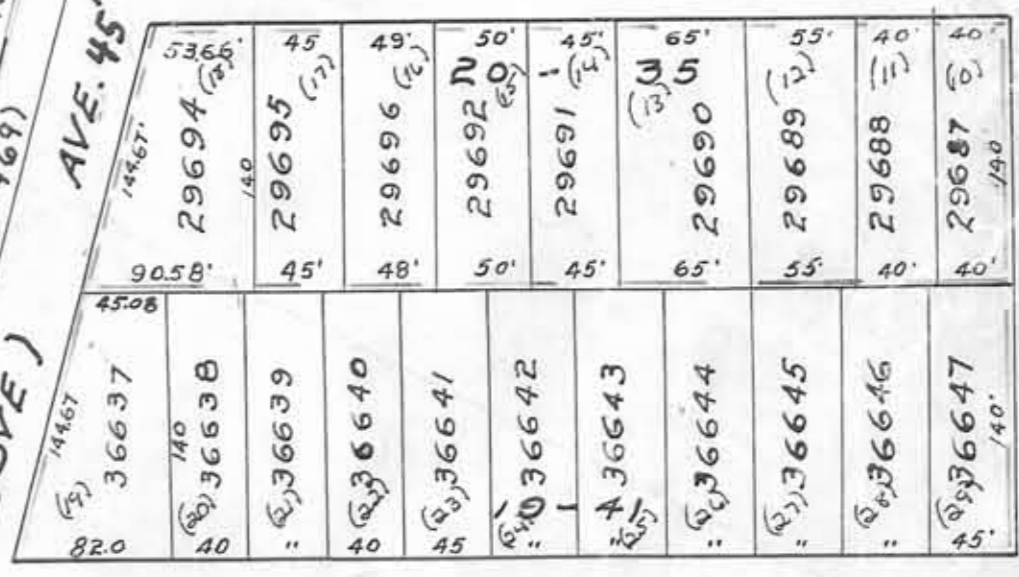 469)
AVE. 45
53.66' 45 49' 50' 45' 65' 55' 40' 40'
(18) (17) (16) (15) (14) (13) (12) (11) (10)
20 - 35
144.67' 29694 140 29695 29696 29692 29691 29690 29689 29688 29687 140
90.58' 45' 48' 50' 45' 65' 55' 40' 40'
45.08
144.67 36637 140 36638 36639 36640 36641 36642 36643 36644 36645 36646 36647 140'
(19) (20) (21) (22) (23) (24) (25) (26) (27) (28) (29)
10 - 41
82.0 40 " 40 45 " " " " " 45'